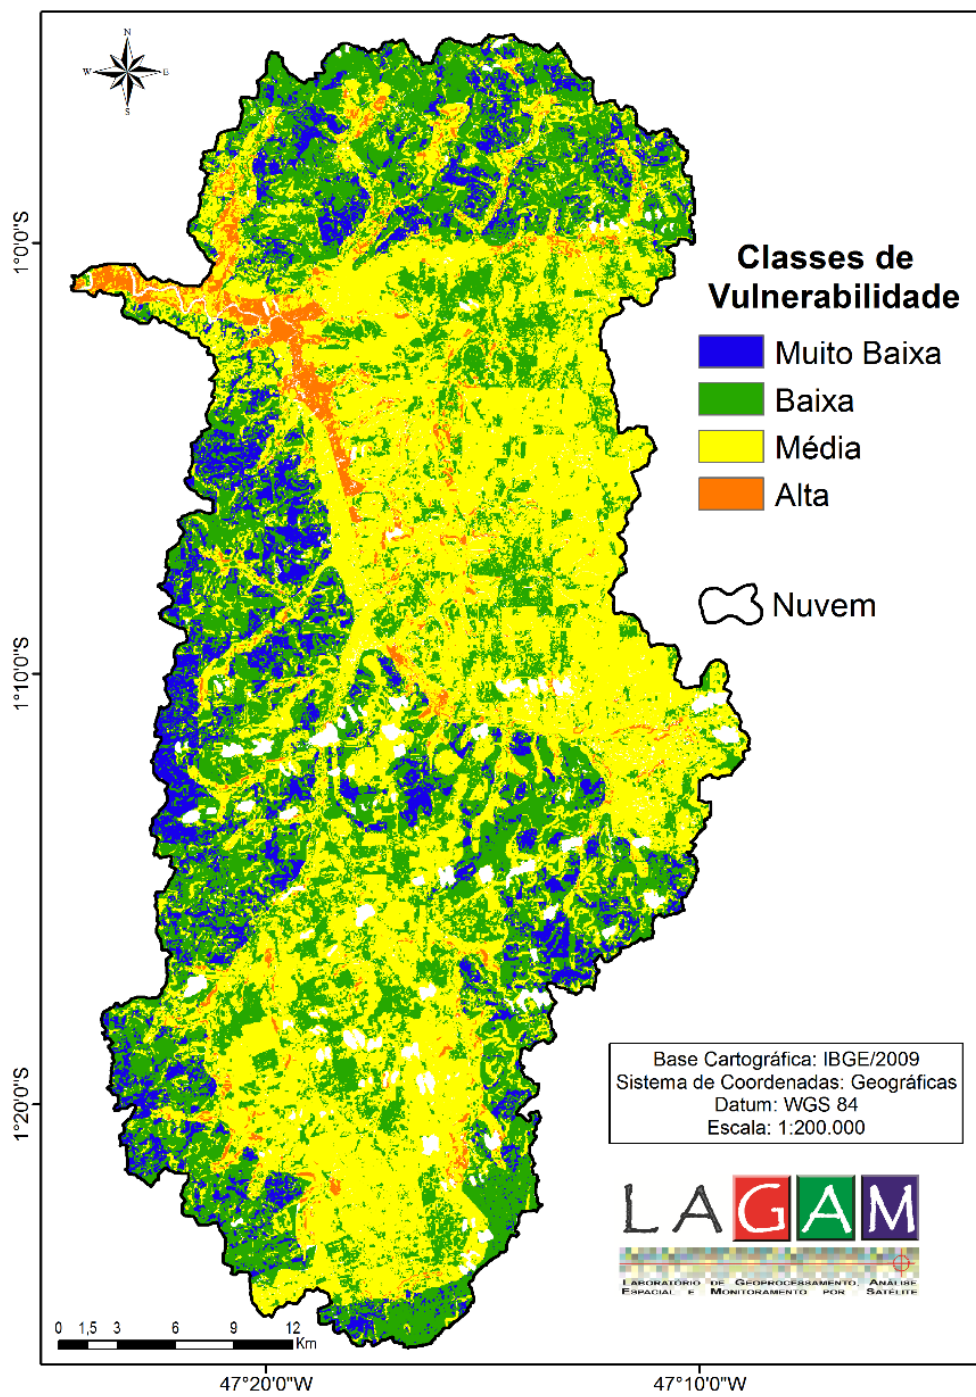 N
W
E
S
1°0'0"S
1°10'0"S
1°20'0"S
Classes de
Vulnerabilidade
Muito Baixa
Baixa
Média
Alta
Nuvem
Base Cartográfica: IBGE/2009
Sistema de Coordenadas: Geográficas
Datum: WGS 84
Escala: 1:200.000
LAGAM
LABORATÓRIO DE GEOPROCESSAMENTO, ANÁLISE
ESPACIAL E MONITORAMENTO POR SATÉLITE
0 1,5 3 6 9 12
Km
47°20'0"W
47°10'0"W